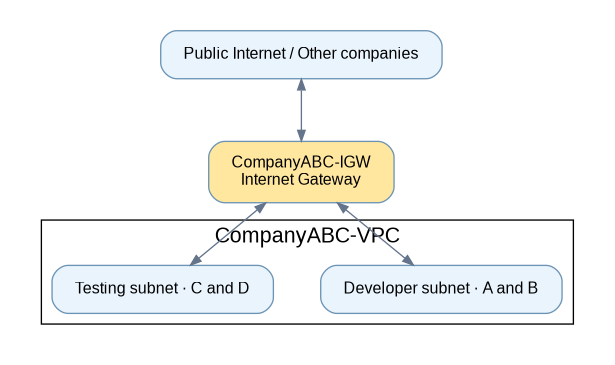 Public Internet / Other companies
CompanyABC-IGW
Internet Gateway
CompanyABC-VPC
Testing subnet · C and D
Developer subnet · A and B